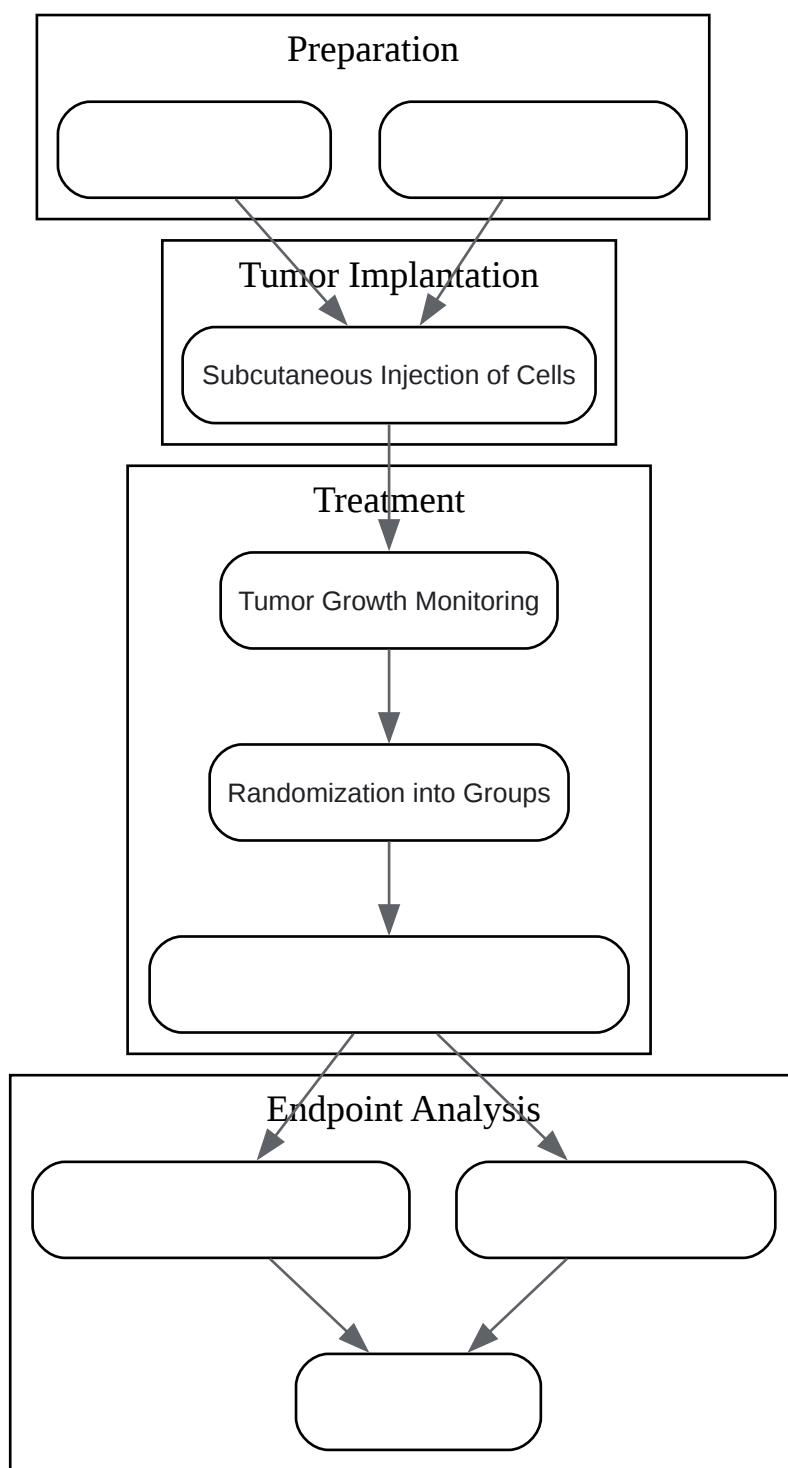 Preparation
Tumor Implantation
Subcutaneous Injection of Cells
Treatment
Tumor Growth Monitoring
Randomization into Groups
Endpoint Analysis